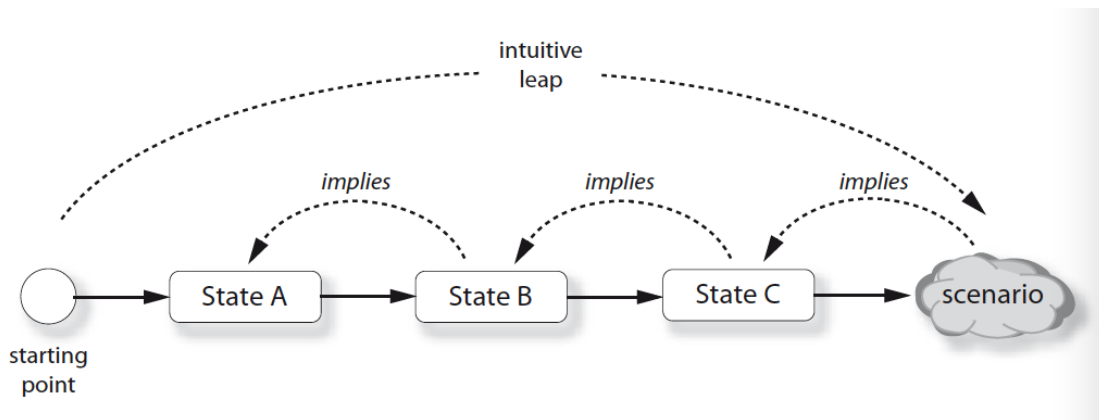 intuitive
leap
implies
implies
implies
State A
State B
State C
scenario
starting
point